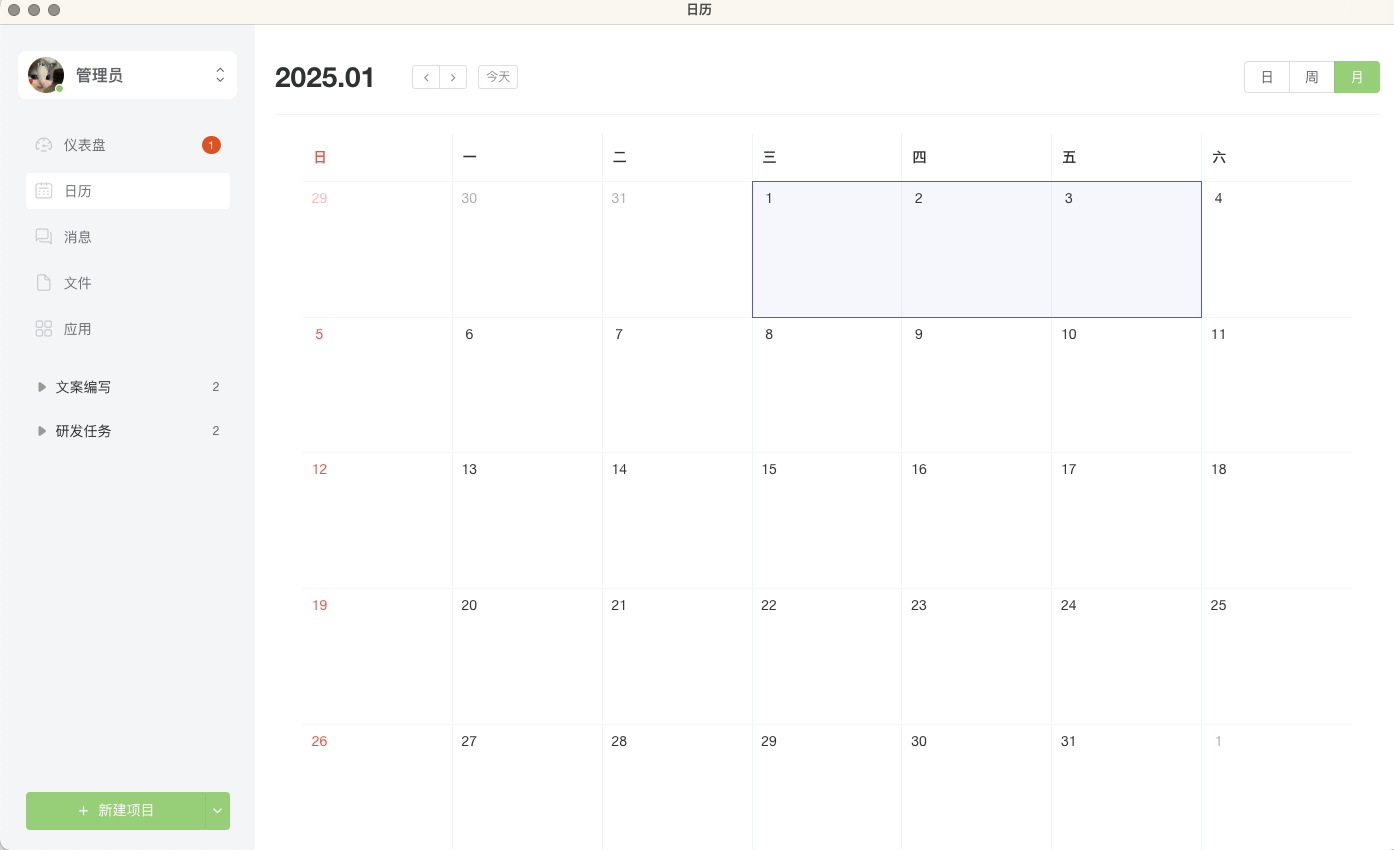 日历
管理员
仪表盘 1
日历
消息
文件
应用
文案编写 2
研发任务 2
+ 新建项目
2025.01 < > 今天 日 周 月
日 一 二 三 四 五 六
29 30 31 1 2 3 4
5 6 7 8 9 10 11
12 13 14 15 16 17 18
19 20 21 22 23 24 25
26 27 28 29 30 31 1